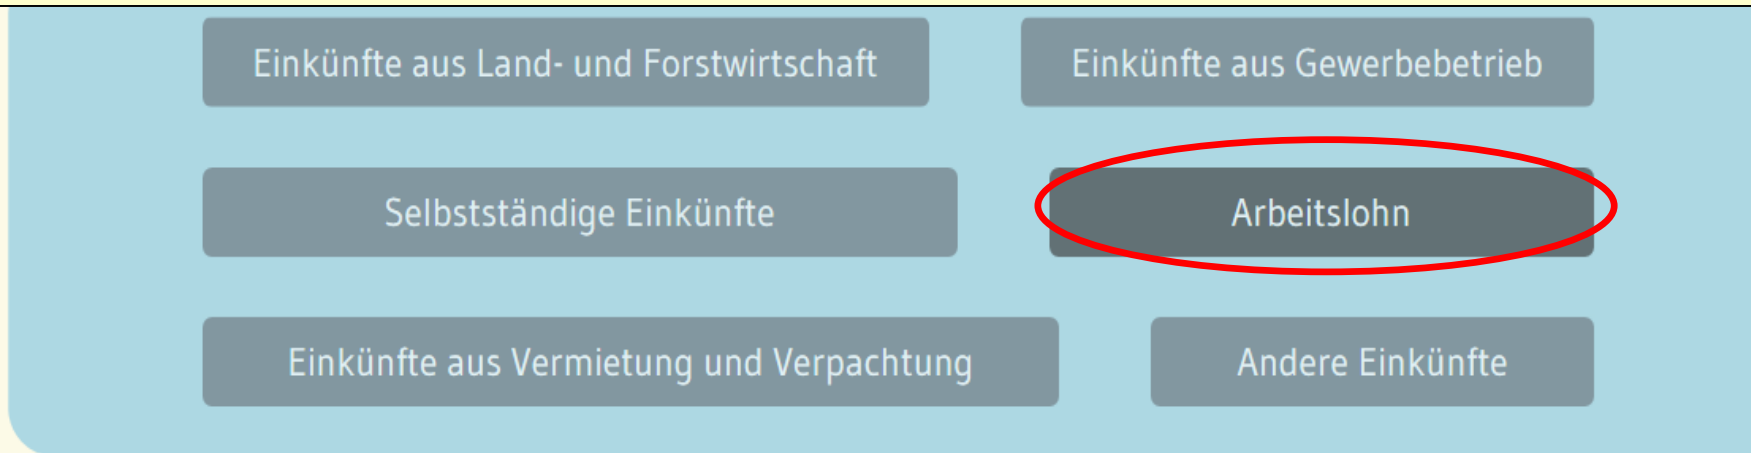 Einkünfte aus Land- und Forstwirtschaft
Einkünfte aus Gewerbebetrieb
Selbstständige Einkünfte
Arbeitslohn
Einkünfte aus Vermietung und Verpachtung
Andere Einkünfte